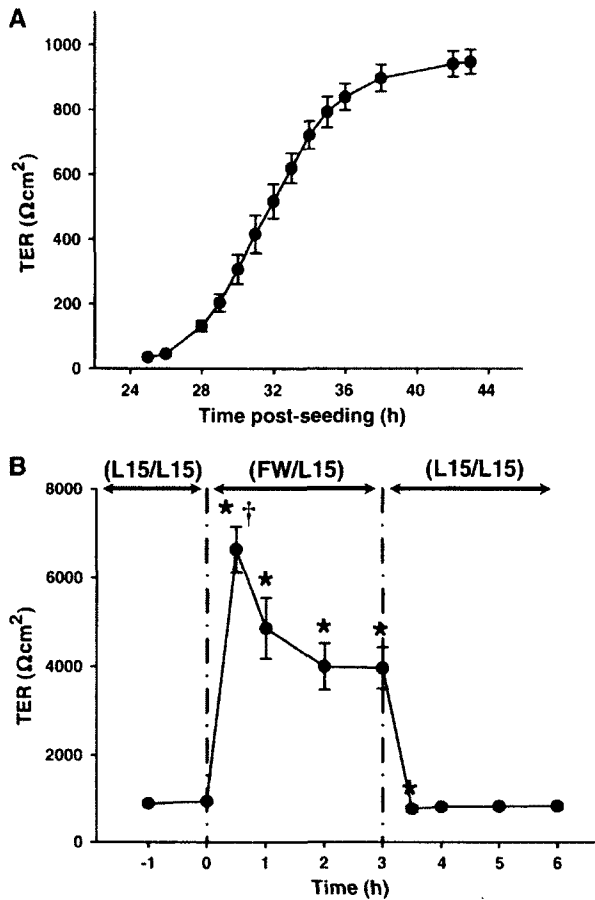 A
1000
800
600
400
200
0
TER (Ωcm²)
24 28 32 36 40 44
Time post-seeding (h)
B
(L15/L15) (FW/L15) (L15/L15)
8000
6000
4000
2000
0
TER (Ωcm²)
★ †
★
★
★
★
-1 0 1 2 3 4 5 6
Time (h)